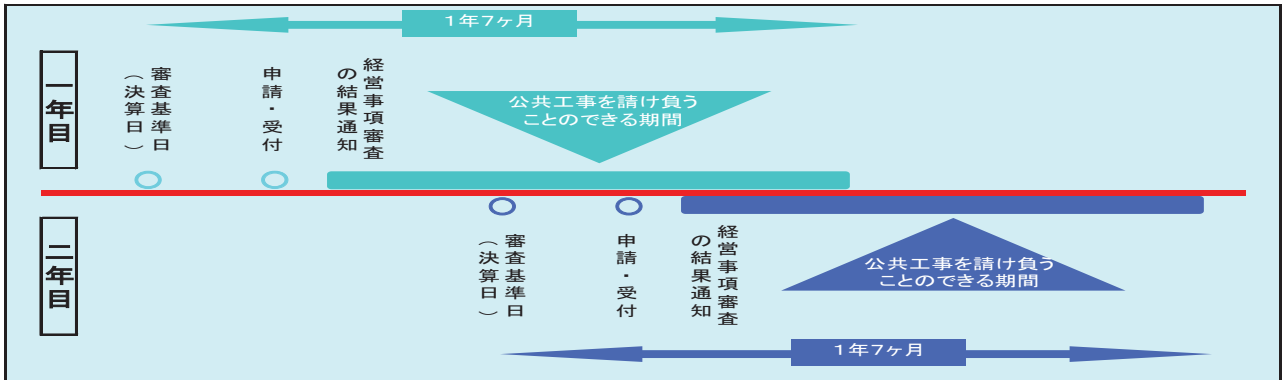 1年7ヶ月
一年目
審査基準日
（決算日）
申請・受付
経営事項審査
の結果通知
公共工事を請け負う
ことのできる期間
二年目
審査基準日
（決算日）
申請・受付
経営事項審査
の結果通知
公共工事を請け負う
ことのできる期間
1年7ヶ月